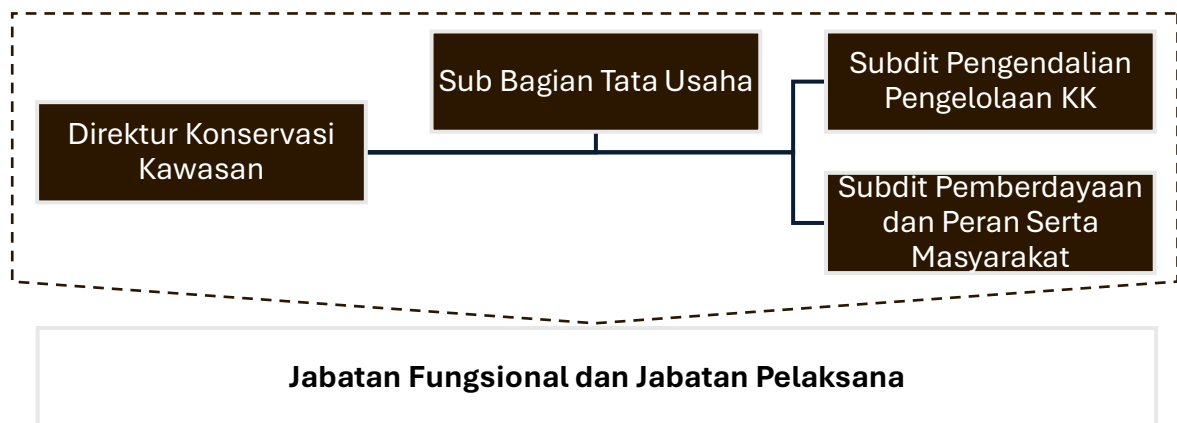 Direktur Konservasi
Kawasan
Sub Bagian Tata Usaha
Subdit Pengendalian
Pengelolaan KK
Subdit Pemberdayaan
dan Peran Serta
Masyarakat
Jabatan Fungsional dan Jabatan Pelaksana